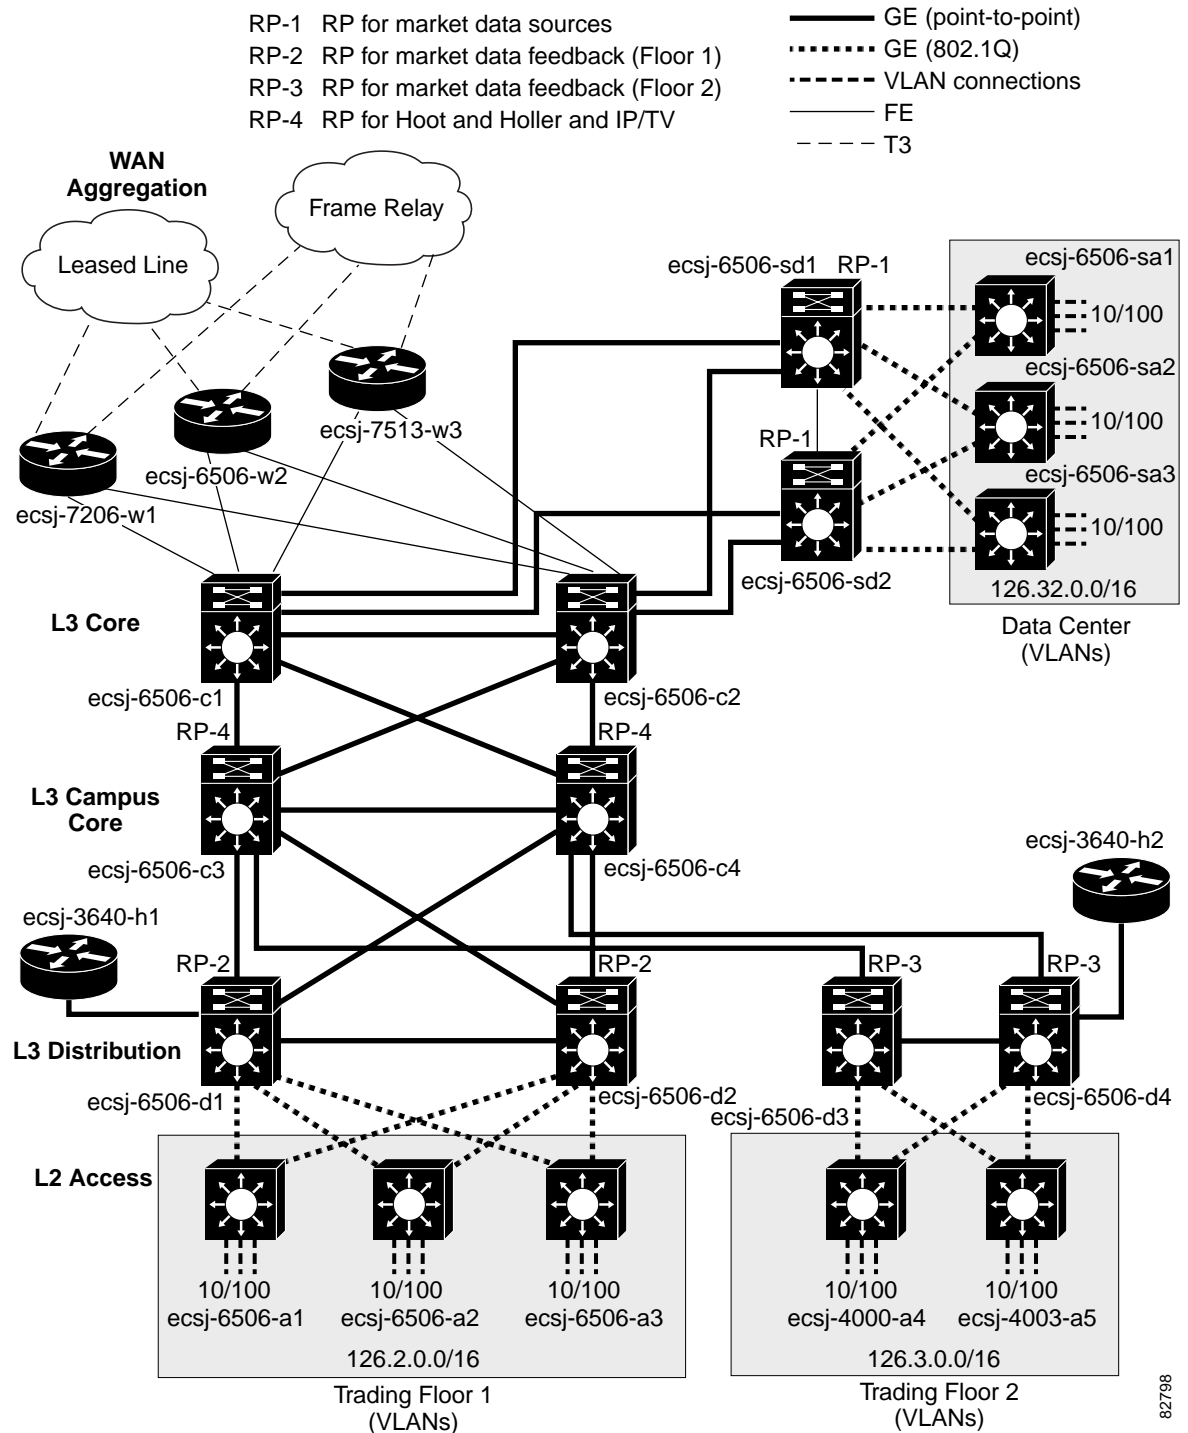 RP-1 RP for market data sources
RP-2 RP for market data feedback (Floor 1)
RP-3 RP for market data feedback (Floor 2)
RP-4 RP for Hoot and Holler and IP/TV
GE (point-to-point)
GE (802.1Q)
VLAN connections
FE
T3
WAN
Aggregation
Leased Line
Frame Relay
ecsj-7206-w1
ecsj-6506-w2
ecsj-7513-w3
ecsj-6506-sd1
RP-1
RP-1
ecsj-6506-sd2
ecsj-6506-sa1
10/100
ecsj-6506-sa2
10/100
ecsj-6506-sa3
10/100
126.32.0.0/16
Data Center
(VLANs)
L3 Core
ecsj-6506-c1
ecsj-6506-c2
RP-4
RP-4
L3 Campus
Core
ecsj-6506-c3
ecsj-6506-c4
ecsj-3640-h1
ecsj-3640-h2
RP-2
RP-2
RP-3
RP-3
L3 Distribution
ecsj-6506-d1
ecsj-6506-d2
ecsj-6506-d3
ecsj-6506-d4
L2 Access
10/100
ecsj-6506-a1
10/100
ecsj-6506-a2
10/100
ecsj-6506-a3
126.2.0.0/16
Trading Floor 1
(VLANs)
10/100
ecsj-4000-a4
10/100
ecsj-4003-a5
126.3.0.0/16
Trading Floor 2
(VLANs)
82798